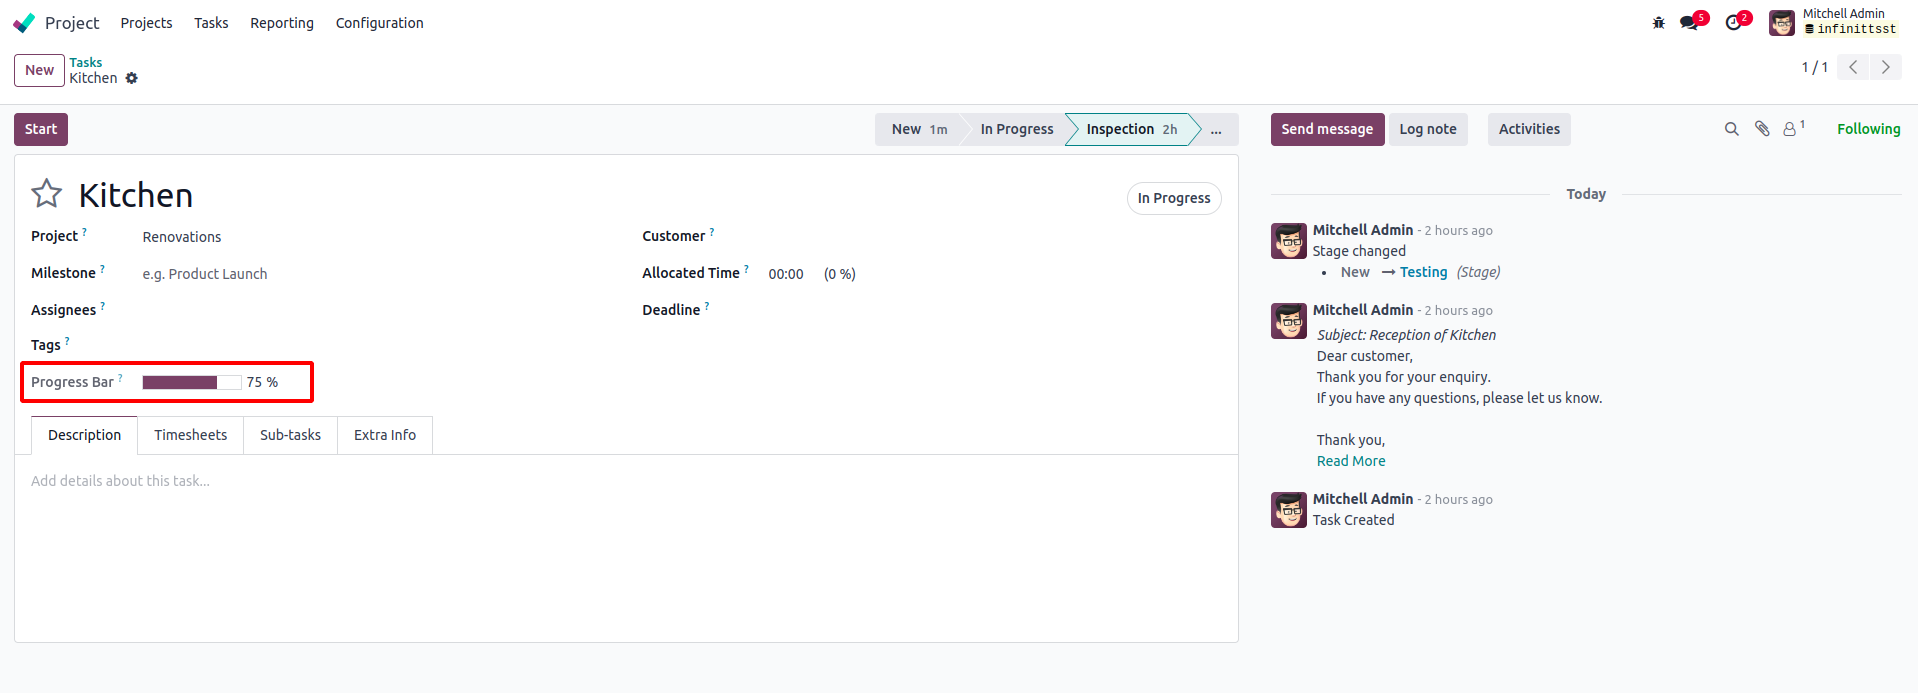 Project Projects Tasks Reporting Configuration 5 2 Mitchell Admin
infinittsst
New Tasks
Kitchen 1 / 1
Start New 1m In Progress Inspection 2h ... Send message Log note Activities 1 Following
Kitchen In Progress
Project ? Renovations Customer ?
Milestone ? e.g. Product Launch Allocated Time ? 00:00 (0 %)
Assignees ? Deadline ?
Tags ?
Progress Bar ? 75 %
Description Timesheets Sub-tasks Extra Info
Add details about this task...
Today
Mitchell Admin - 2 hours ago
Stage changed
• New → Testing (Stage)
Mitchell Admin - 2 hours ago
Subject: Reception of Kitchen
Dear customer,
Thank you for your enquiry.
If you have any questions, please let us know.
Thank you,
Read More
Mitchell Admin - 2 hours ago
Task Created